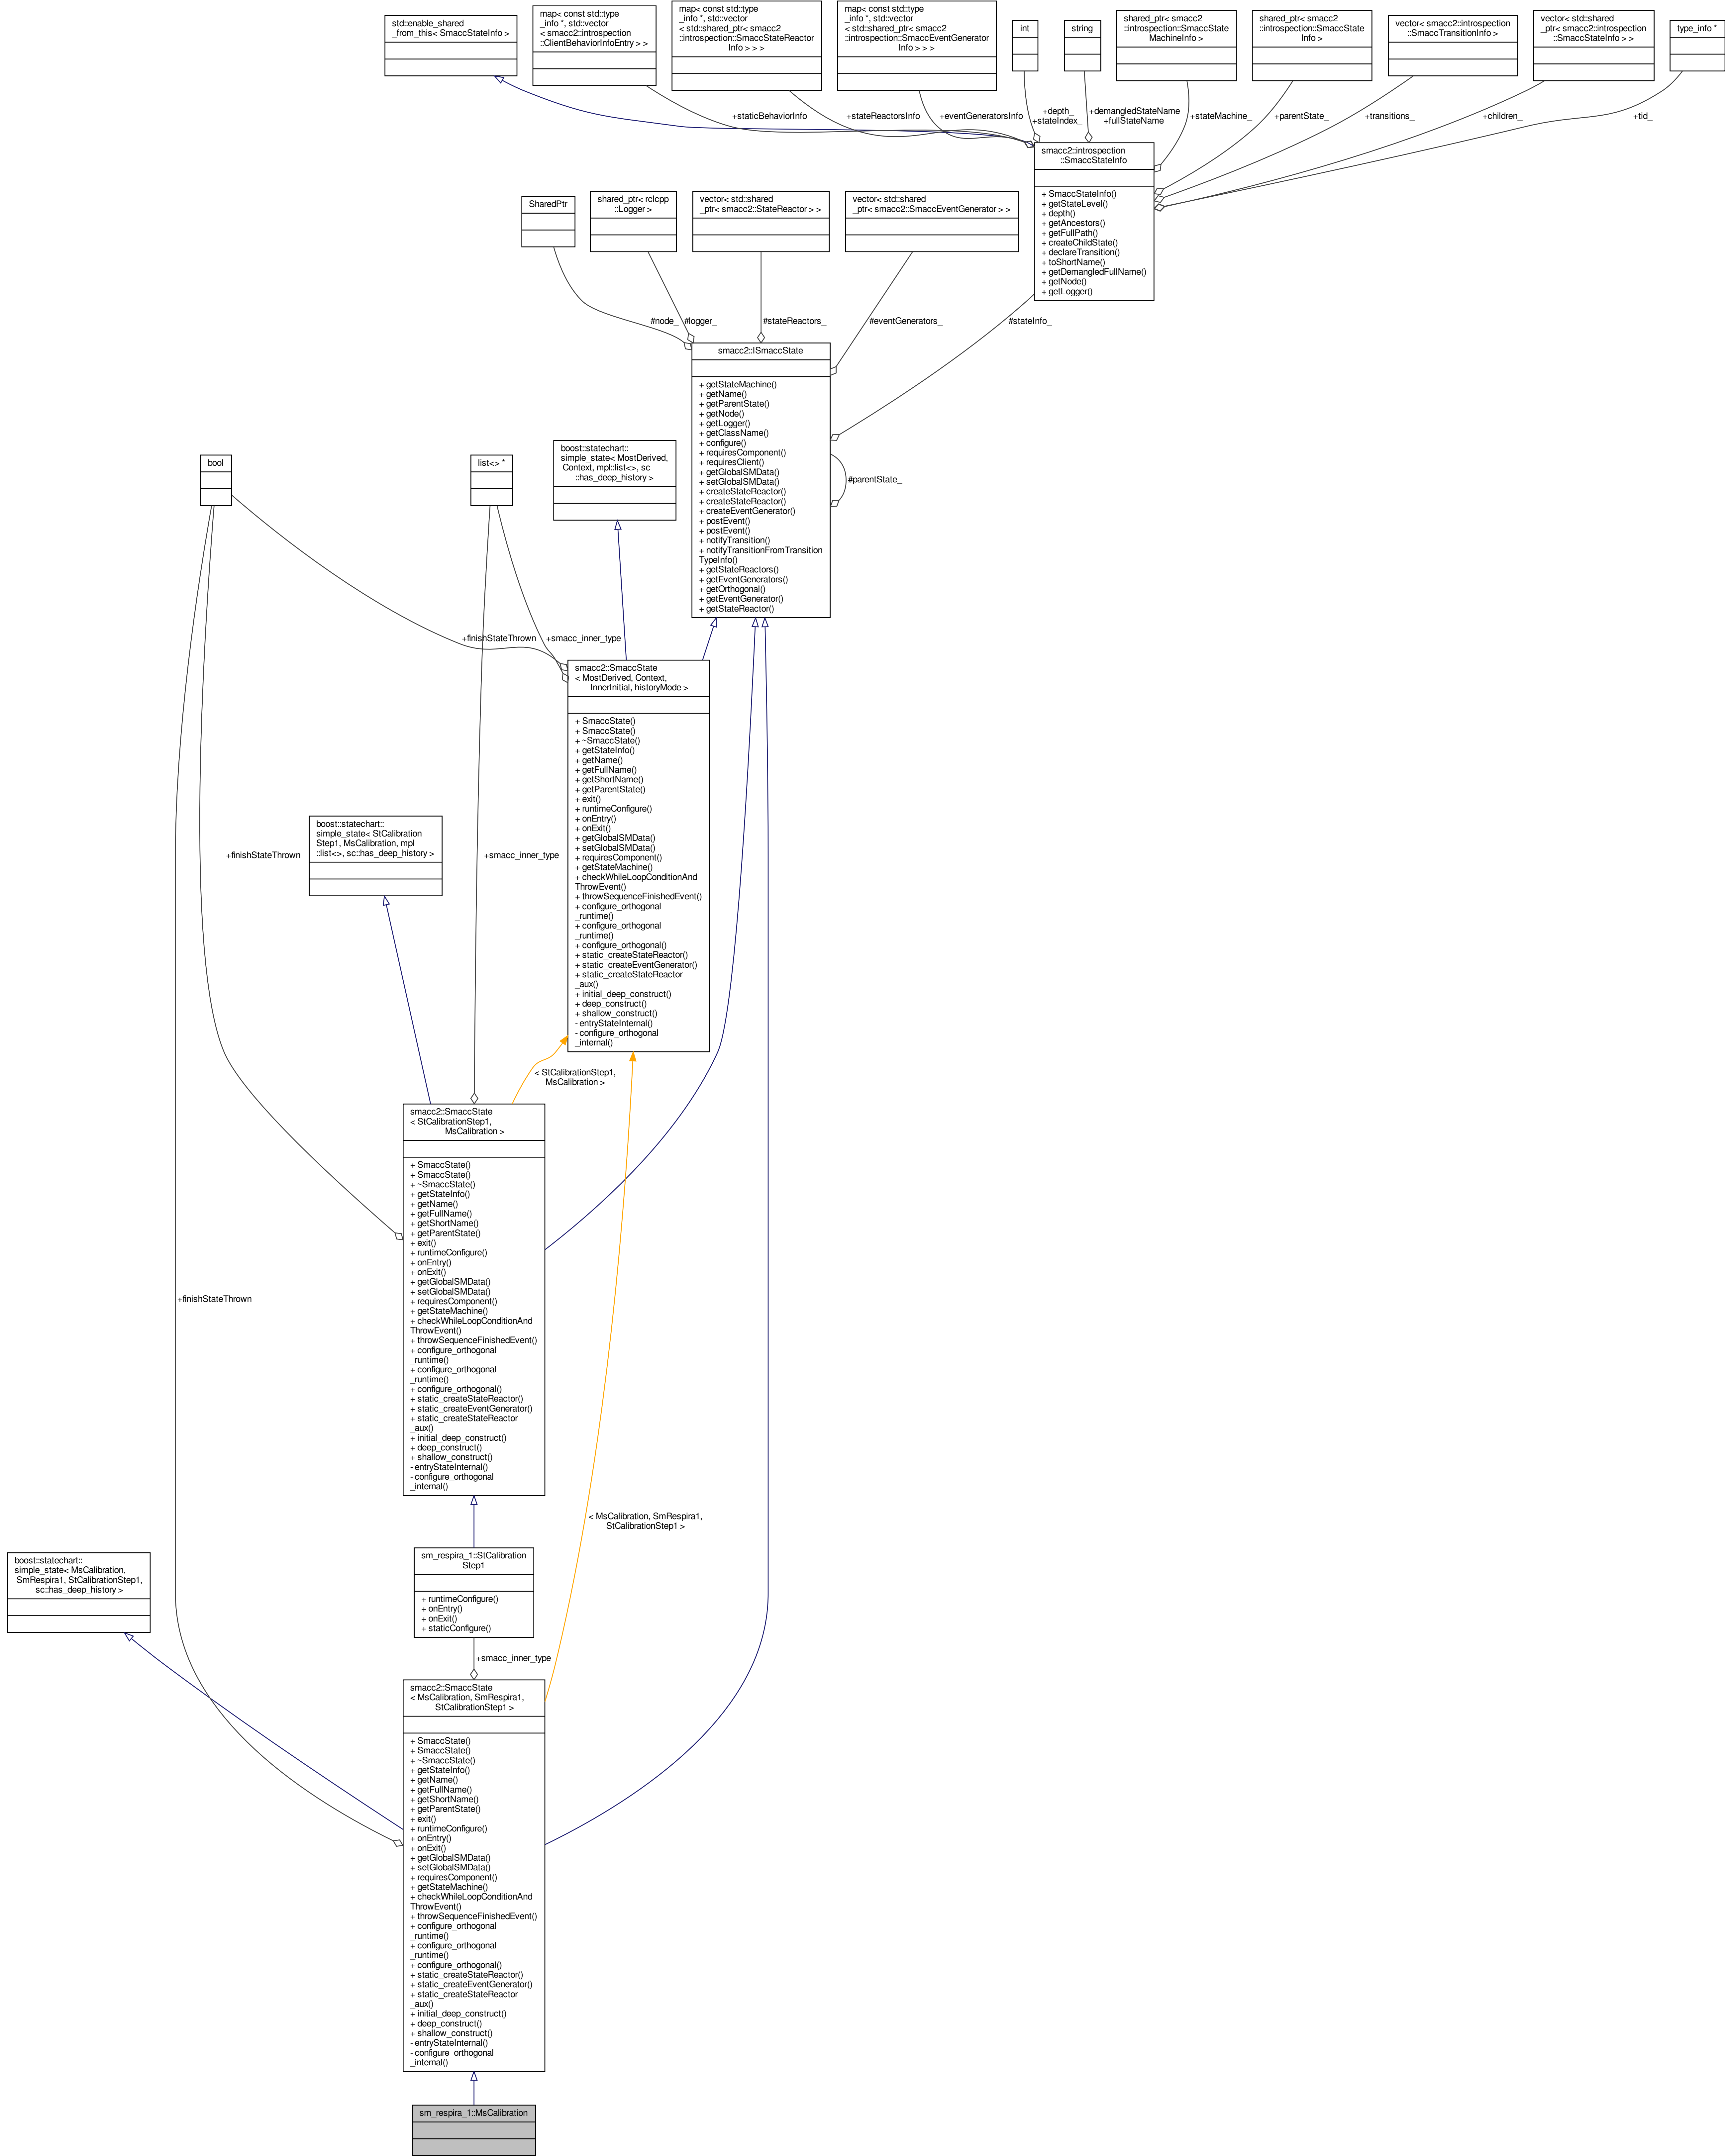 std::enable_shared
_from_this< SmaccStateInfo >
map< const std::type
_info *, std::vector
< smacc2::introspection
::ClientBehaviorInfoEntry > >
map< const std::type
_info *, std::vector
< std::shared_ptr< smacc2
::introspection::SmaccStateReactor
Info > > >
map< const std::type
_info *, std::vector
< std::shared_ptr< smacc2
::introspection::SmaccEventGenerator
Info > > >
int
string
shared_ptr< smacc2
::introspection::SmaccState
MachineInfo >
shared_ptr< smacc2
::introspection::SmaccState
Info >
vector< smacc2::introspection
::SmaccTransitionInfo >
vector< std::shared
_ptr< smacc2::introspection
::SmaccStateInfo > >
type_info *
+staticBehaviorInfo
+stateReactorsInfo
+eventGeneratorsInfo
+depth_
+stateIndex_
+demangledStateName
+fullStateName
+stateMachine_
+parentState_
+transitions_
+children_
+tid_
smacc2::introspection
::SmaccStateInfo
+ SmaccStateInfo()
+ getStateLevel()
+ depth()
+ getAncestors()
+ getFullPath()
+ createChildState()
+ declareTransition()
+ toShortName()
+ getDemangledFullName()
+ getNode()
+ getLogger()
SharedPtr
shared_ptr< rclcpp
::Logger >
vector< std::shared
_ptr< smacc2::StateReactor > >
vector< std::shared
_ptr< smacc2::SmaccEventGenerator > >
#node_
#logger_
#stateReactors_
#eventGenerators_
#stateInfo_
smacc2::ISmaccState
+ getStateMachine()
+ getName()
+ getParentState()
+ getNode()
+ getLogger()
+ getClassName()
+ configure()
+ requiresComponent()
+ requiresClient()
+ getGlobalSMData()
+ setGlobalSMData()
+ createStateReactor()
+ createStateReactor()
+ createEventGenerator()
+ postEvent()
+ postEvent()
+ notifyTransition()
+ notifyTransitionFromTransition
TypeInfo()
+ getStateReactors()
+ getEventGenerators()
+ getOrthogonal()
+ getEventGenerator()
+ getStateReactor()
#parentState_
bool
list<> *
boost::statechart::
simple_state< MostDerived,
Context, mpl::list<>, sc
::has_deep_history >
+finishStateThrown
+smacc_inner_type
smacc2::SmaccState
< MostDerived, Context,
InnerInitial, historyMode >
+ SmaccState()
+ SmaccState()
+ ~SmaccState()
+ getStateInfo()
+ getName()
+ getFullName()
+ getShortName()
+ getParentState()
+ exit()
+ runtimeConfigure()
+ onEntry()
+ onExit()
+ getGlobalSMData()
+ setGlobalSMData()
+ requiresComponent()
+ getStateMachine()
+ checkWhileLoopConditionAnd
ThrowEvent()
+ throwSequenceFinishedEvent()
+ configure_orthogonal
_runtime()
+ configure_orthogonal
_runtime()
+ configure_orthogonal()
+ static_createStateReactor()
+ static_createEventGenerator()
+ static_createStateReactor
_aux()
+ initial_deep_construct()
+ deep_construct()
+ shallow_construct()
- entryStateInternal()
- configure_orthogonal
_internal()
boost::statechart::
simple_state< StCalibration
Step1, MsCalibration, mpl
::list<>, sc::has_deep_history >
+finishStateThrown
+smacc_inner_type
< StCalibrationStep1,
MsCalibration >
smacc2::SmaccState
< StCalibrationStep1,
MsCalibration >
+ SmaccState()
+ SmaccState()
+ ~SmaccState()
+ getStateInfo()
+ getName()
+ getFullName()
+ getShortName()
+ getParentState()
+ exit()
+ runtimeConfigure()
+ onEntry()
+ onExit()
+ getGlobalSMData()
+ setGlobalSMData()
+ requiresComponent()
+ getStateMachine()
+ checkWhileLoopConditionAnd
ThrowEvent()
+ throwSequenceFinishedEvent()
+ configure_orthogonal
_runtime()
+ configure_orthogonal
_runtime()
+ configure_orthogonal()
+ static_createStateReactor()
+ static_createEventGenerator()
+ static_createStateReactor
_aux()
+ initial_deep_construct()
+ deep_construct()
+ shallow_construct()
- entryStateInternal()
- configure_orthogonal
_internal()
+finishStateThrown
< MsCalibration, SmRespira1,
StCalibrationStep1 >
boost::statechart::
simple_state< MsCalibration,
SmRespira1, StCalibrationStep1,
sc::has_deep_history >
sm_respira_1::StCalibration
Step1
+ runtimeConfigure()
+ onEntry()
+ onExit()
+ staticConfigure()
+smacc_inner_type
smacc2::SmaccState
< MsCalibration, SmRespira1,
StCalibrationStep1 >
+ SmaccState()
+ SmaccState()
+ ~SmaccState()
+ getStateInfo()
+ getName()
+ getFullName()
+ getShortName()
+ getParentState()
+ exit()
+ runtimeConfigure()
+ onEntry()
+ onExit()
+ getGlobalSMData()
+ setGlobalSMData()
+ requiresComponent()
+ getStateMachine()
+ checkWhileLoopConditionAnd
ThrowEvent()
+ throwSequenceFinishedEvent()
+ configure_orthogonal
_runtime()
+ configure_orthogonal
_runtime()
+ configure_orthogonal()
+ static_createStateReactor()
+ static_createEventGenerator()
+ static_createStateReactor
_aux()
+ initial_deep_construct()
+ deep_construct()
+ shallow_construct()
- entryStateInternal()
- configure_orthogonal
_internal()
sm_respira_1::MsCalibration